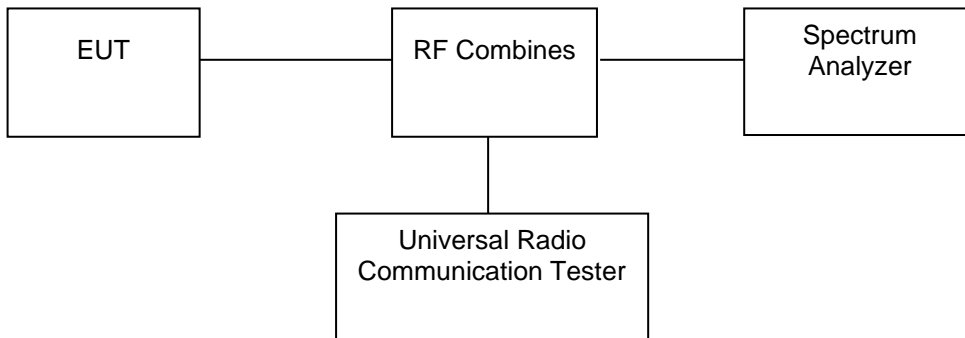 EUT
RF Combines
Spectrum
Analyzer
Universal Radio
Communication Tester